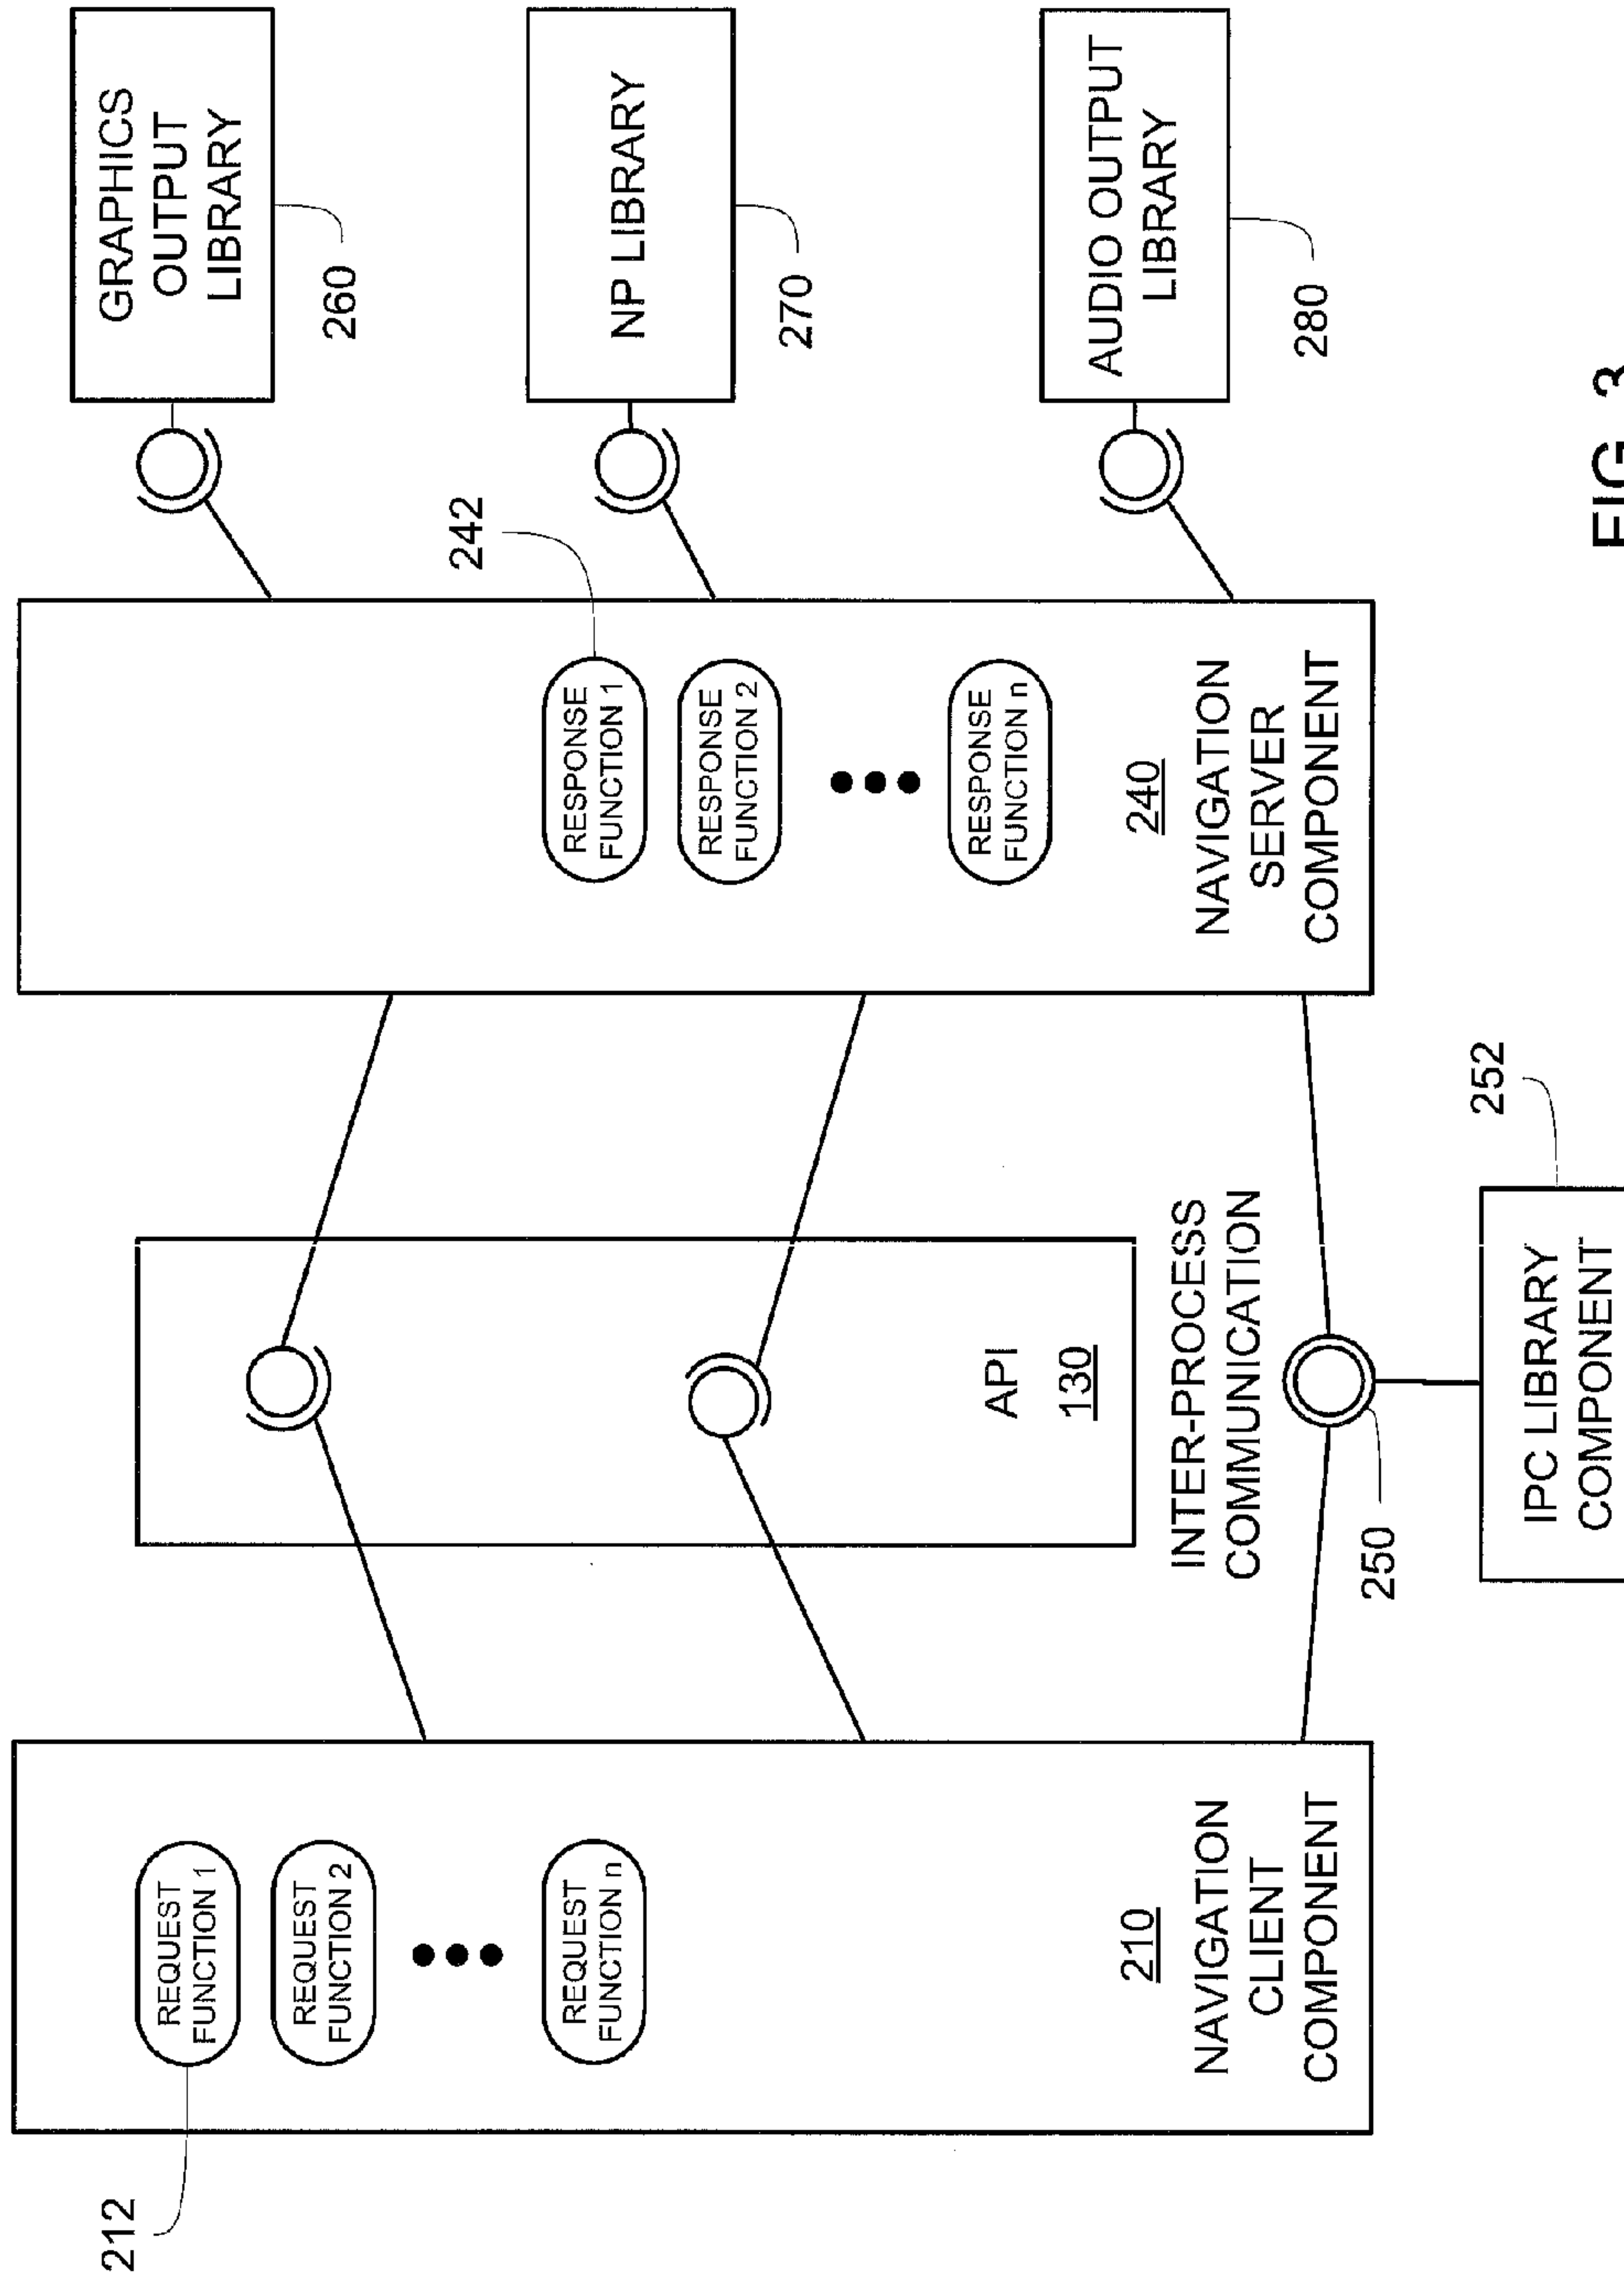 212
REQUEST
FUNCTION 1
REQUEST
FUNCTION 2
REQUEST
FUNCTION n
210
NAVIGATION
CLIENT
COMPONENT
API
130
INTER-PROCESS
COMMUNICATION
250
IPC LIBRARY
COMPONENT
252
242
RESPONSE
FUNCTION 1
RESPONSE
FUNCTION 2
RESPONSE
FUNCTION n
240
NAVIGATION
SERVER
COMPONENT
GRAPHICS
OUTPUT
LIBRARY
260
NP LIBRARY
270
AUDIO OUTPUT
LIBRARY
280
FIG. 3